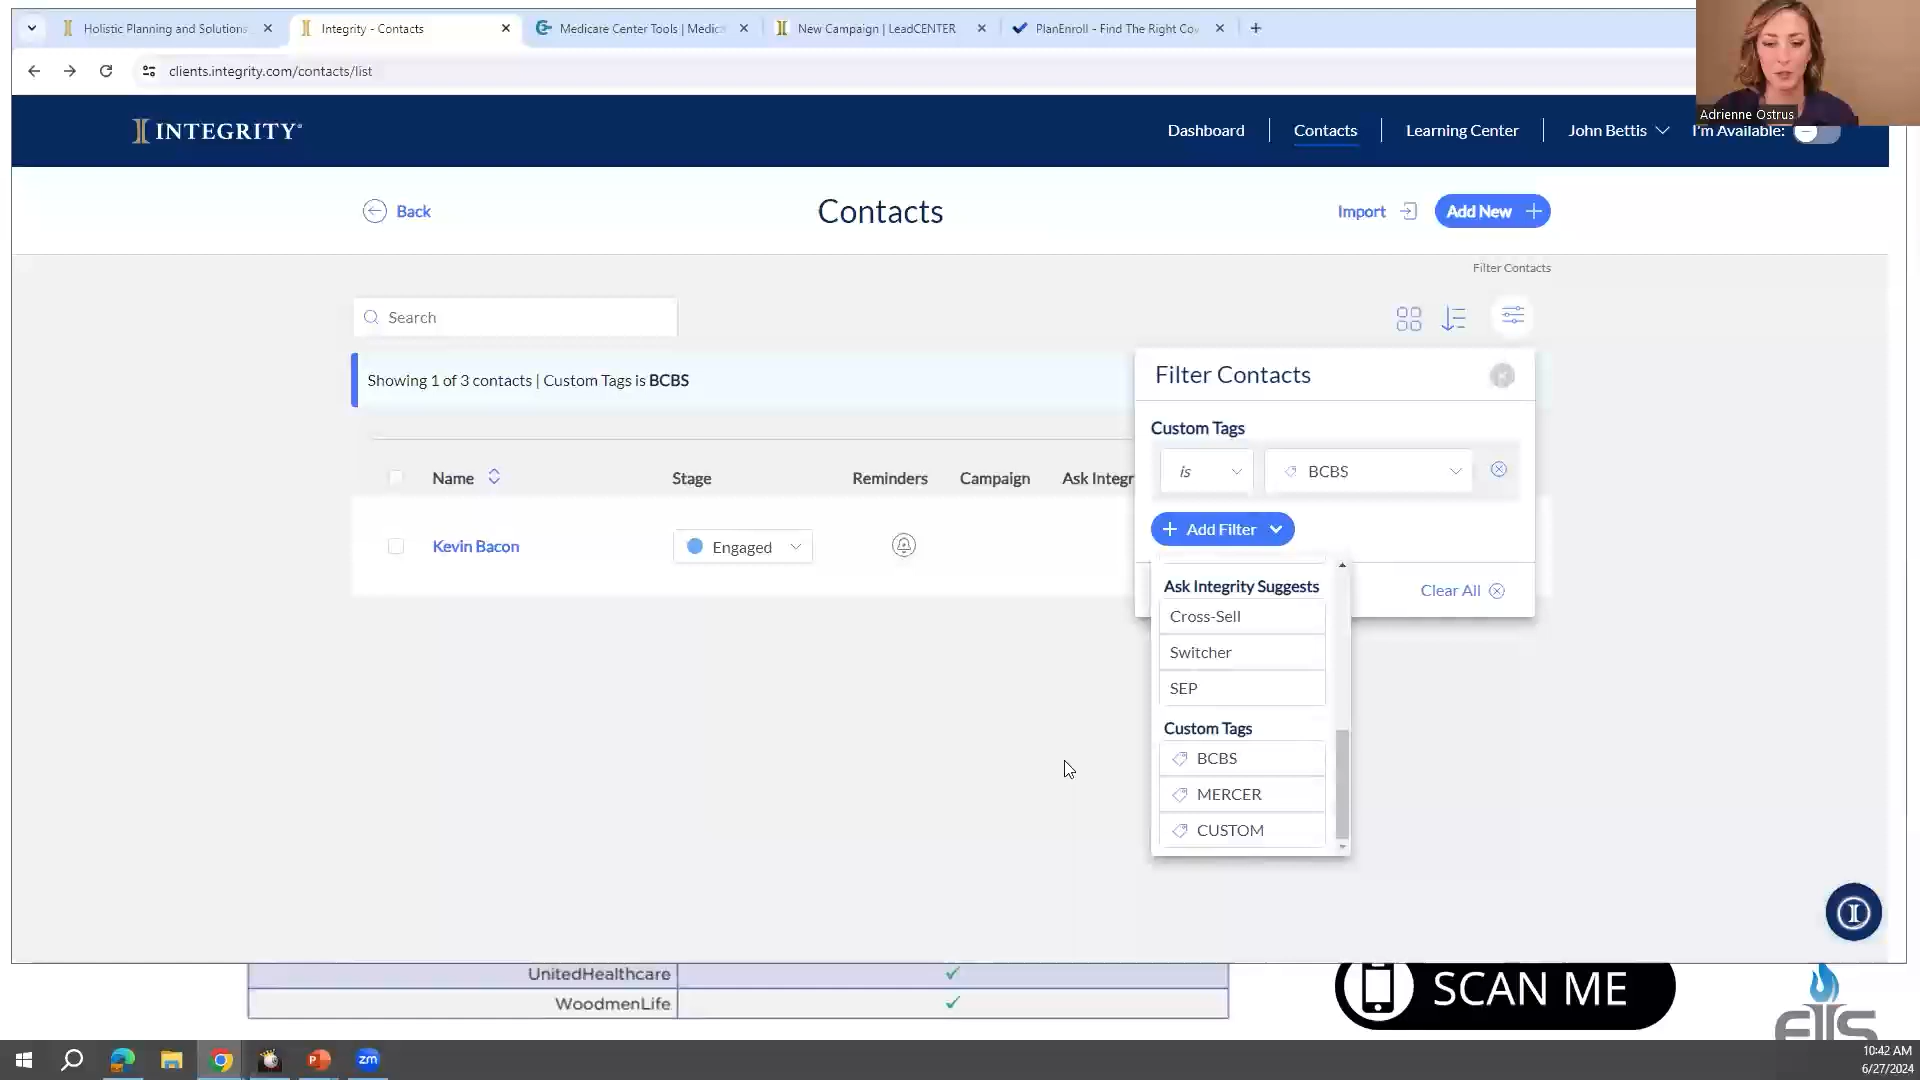 Holistic Planning and Solutions
Integrity - Contacts
Medicare Center Tools | Medica
New Campaign | LeadCENTER
PlanEnroll - Find The Right Cov
clients.integrity.com/contacts/list
Adrienne Ostrus
INTEGRITY
Dashboard
Contacts
Learning Center
John Bettis
I'm Available:
Back
Contacts
Import
Add New
Filter Contacts
Search
Showing 1 of 3 contacts | Custom Tags is BCBS
Filter Contacts
Custom Tags
is
BCBS
Name
Stage
Reminders
Campaign
Ask Integr
Add Filter
Kevin Bacon
Engaged
Clear All
Ask Integrity Suggests
Cross-Sell
Switcher
SEP
Custom Tags
BCBS
MERCER
CUSTOM
UnitedHealthcare
WoodmenLife
SCAN ME
zm
10:42 AM
6/27/2024